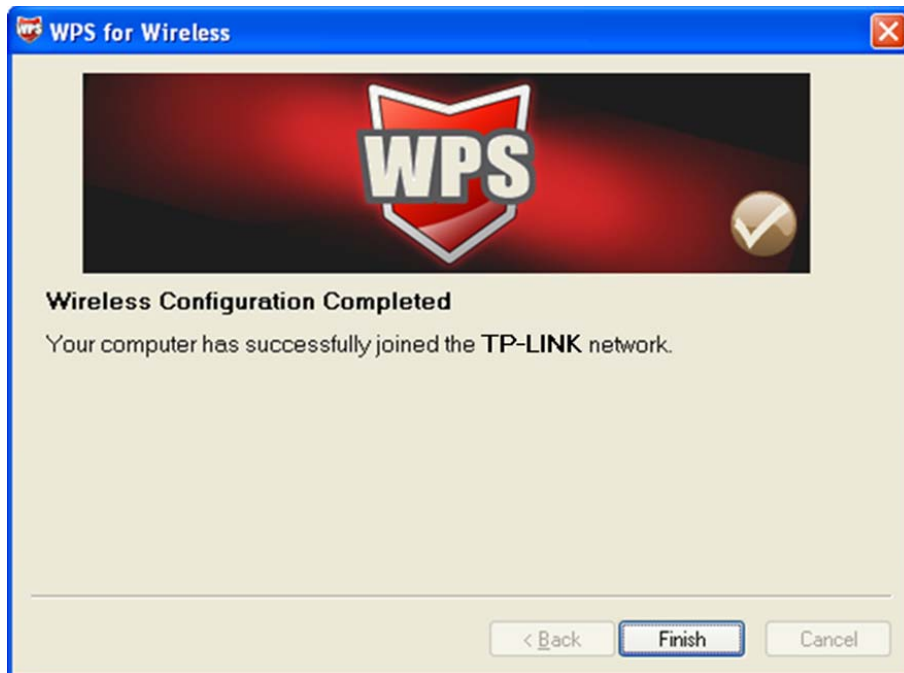 WPS for Wireless
WPS
Wireless Configuration Completed
Your computer has successfully joined the TP-LINK network.
< Back
Finish
Cancel